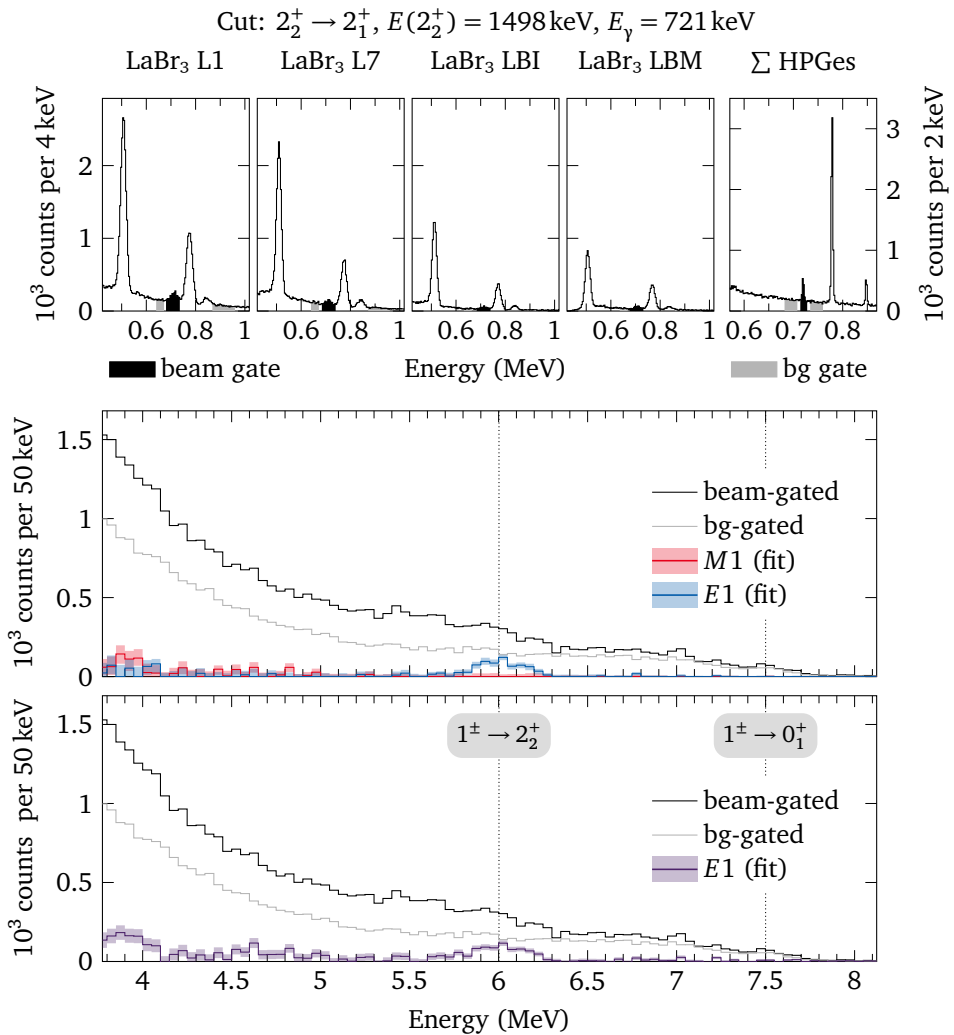 Cut: 2₂⁺ → 2₁⁺, E(2₂⁺) = 1498 keV, Eγ = 721 keV
LaBr₃ L1 LaBr₃ L7 LaBr₃ LBI LaBr₃ LBM ∑ HPGes
10³ counts per 4 keV
0 1 2
0.6 0.8 1
0.6 0.8 1
0.6 0.8 1
0.6 0.8 1
0.6 0.7 0.8
0 1 2 3
10³ counts per 2 keV
beam gate Energy (MeV) bg gate
10³ counts per 50 keV
0 0.5 1 1.5
beam-gated
bg-gated
M1 (fit)
E1 (fit)
10³ counts per 50 keV
0 0.5 1 1.5
1± → 2₂⁺ 1± → 0₁⁺
beam-gated
bg-gated
E1 (fit)
4 4.5 5 5.5 6 6.5 7 7.5 8
Energy (MeV)